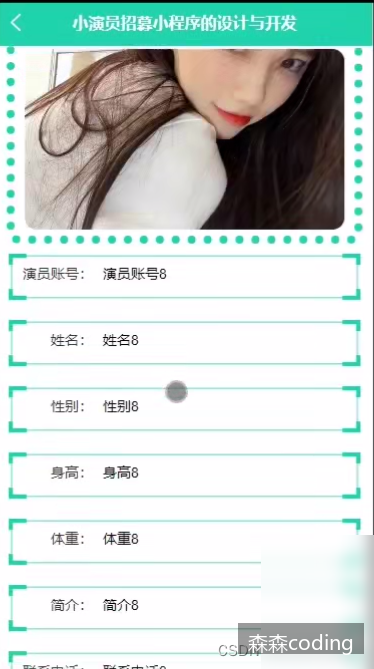 小演员招募小程序的设计与开发
演员账号： 演员账号8
姓名： 姓名8
性别： 性别8
身高： 身高8
体重： 体重8
简介： 简介8
联系电话： 联系电话8
森森coding